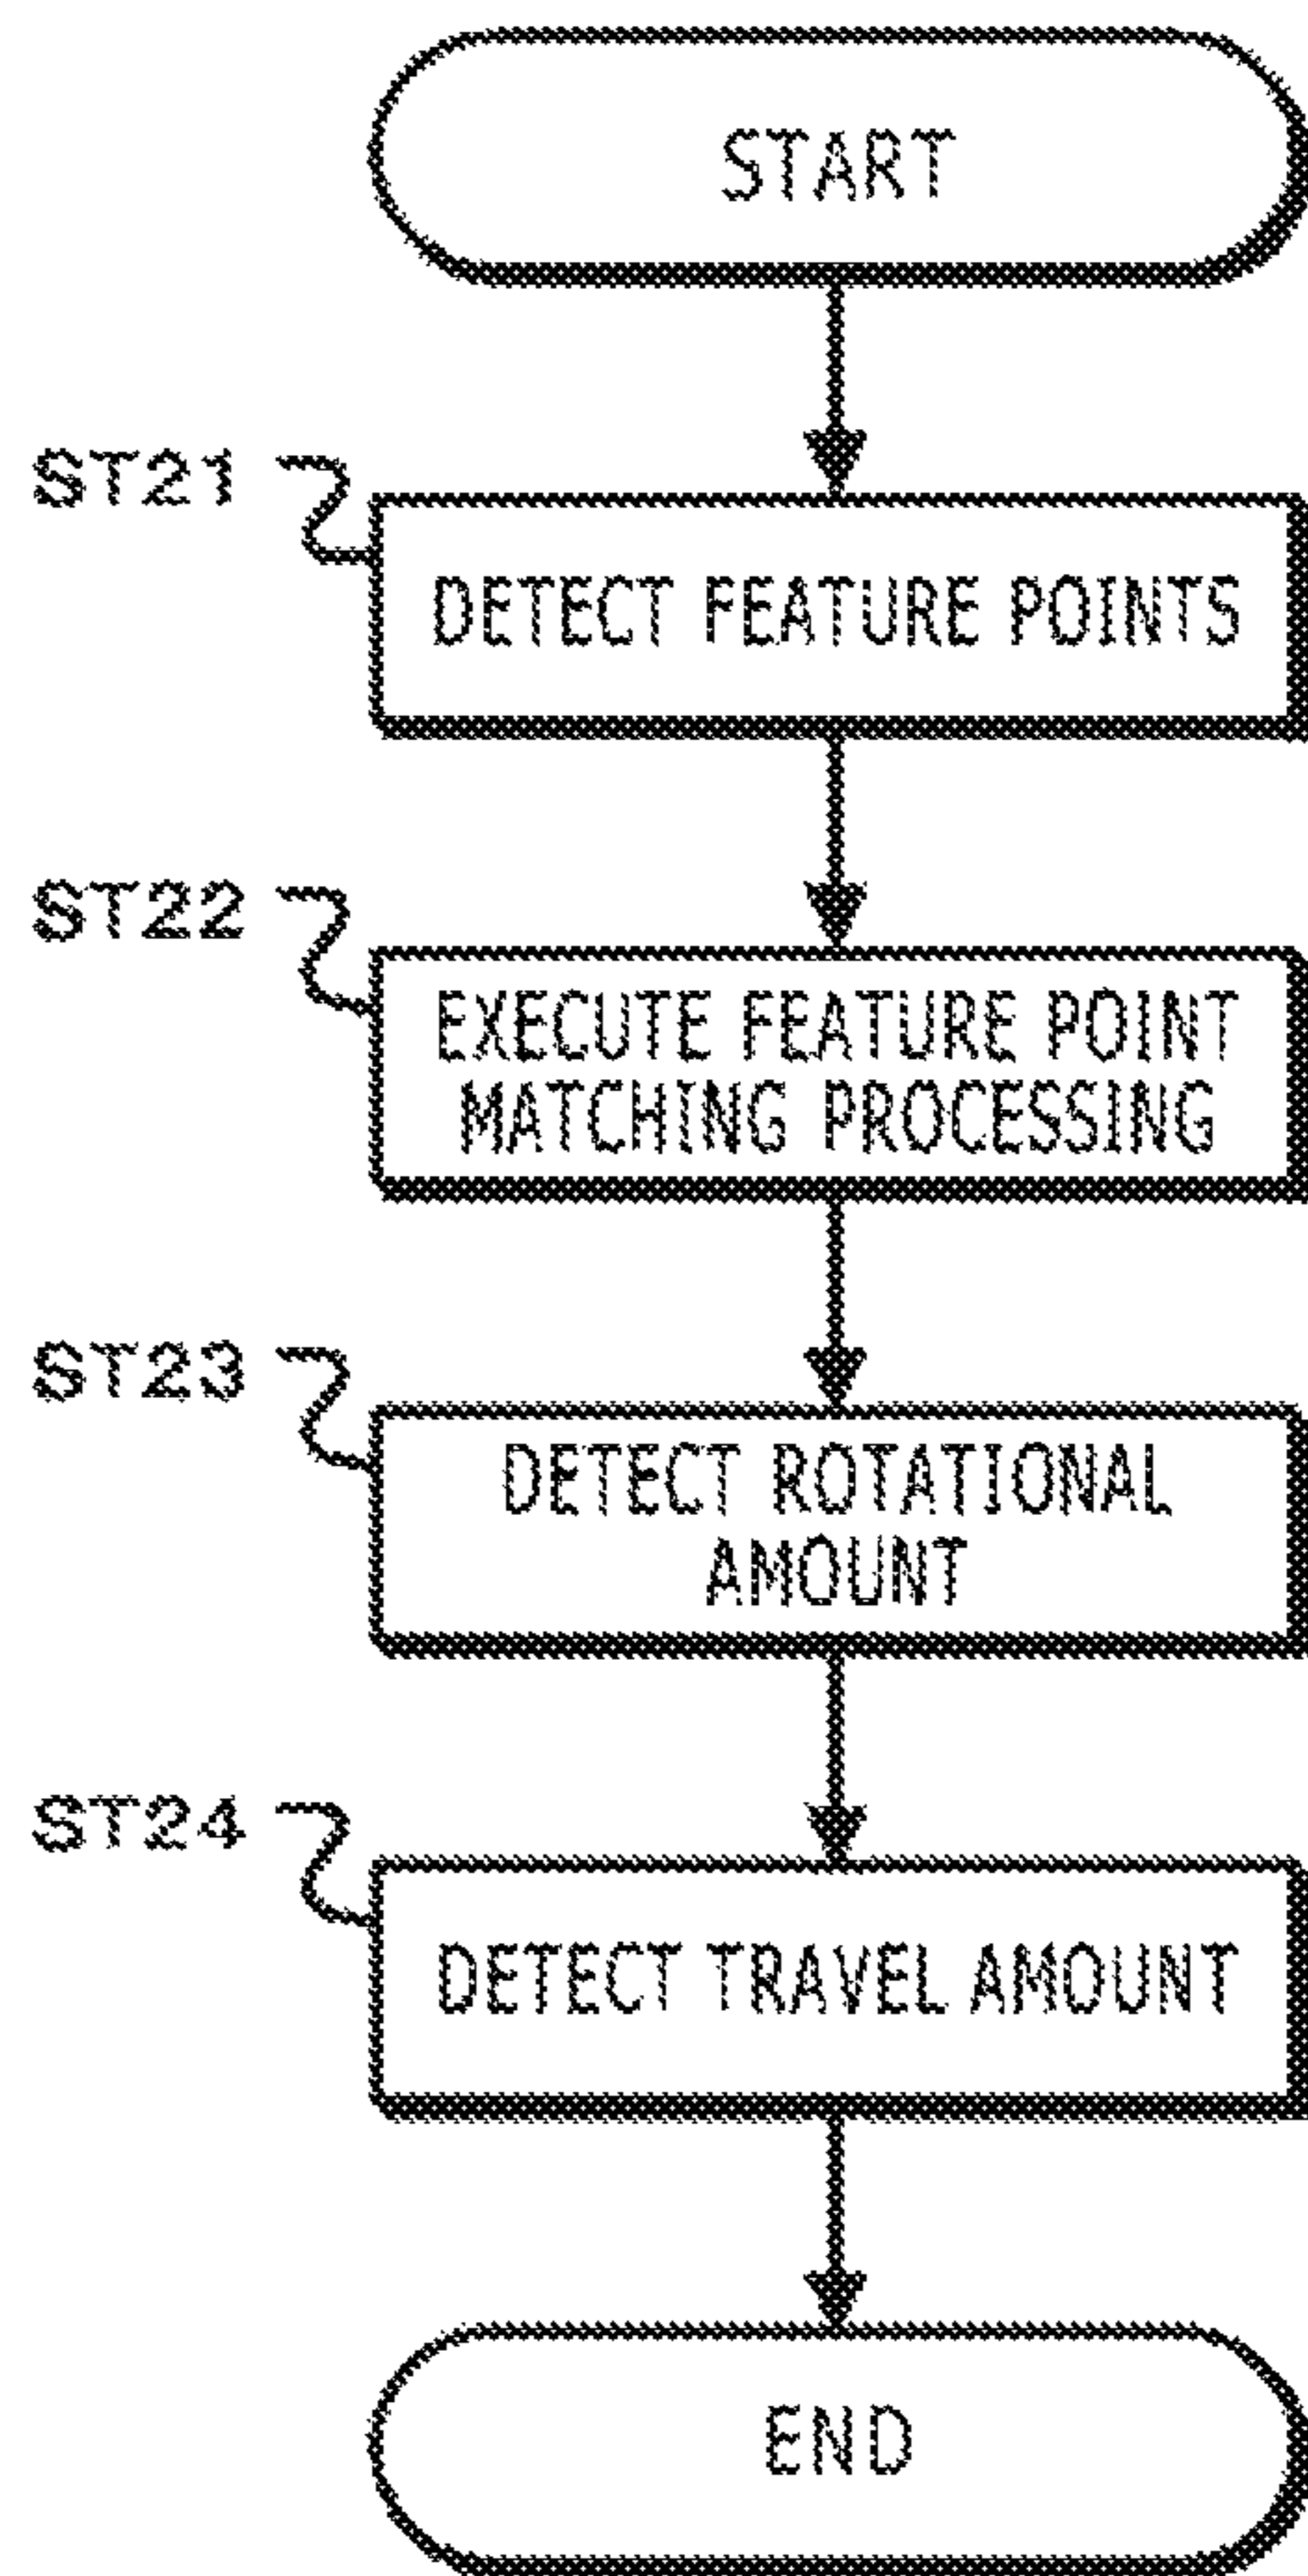 START
ST21
DETECT FEATURE POINTS
ST22
EXECUTE FEATURE POINT
MATCHING PROCESSING
ST23
DETECT ROTATIONAL
AMOUNT
ST24
DETECT TRAVEL AMOUNT
END